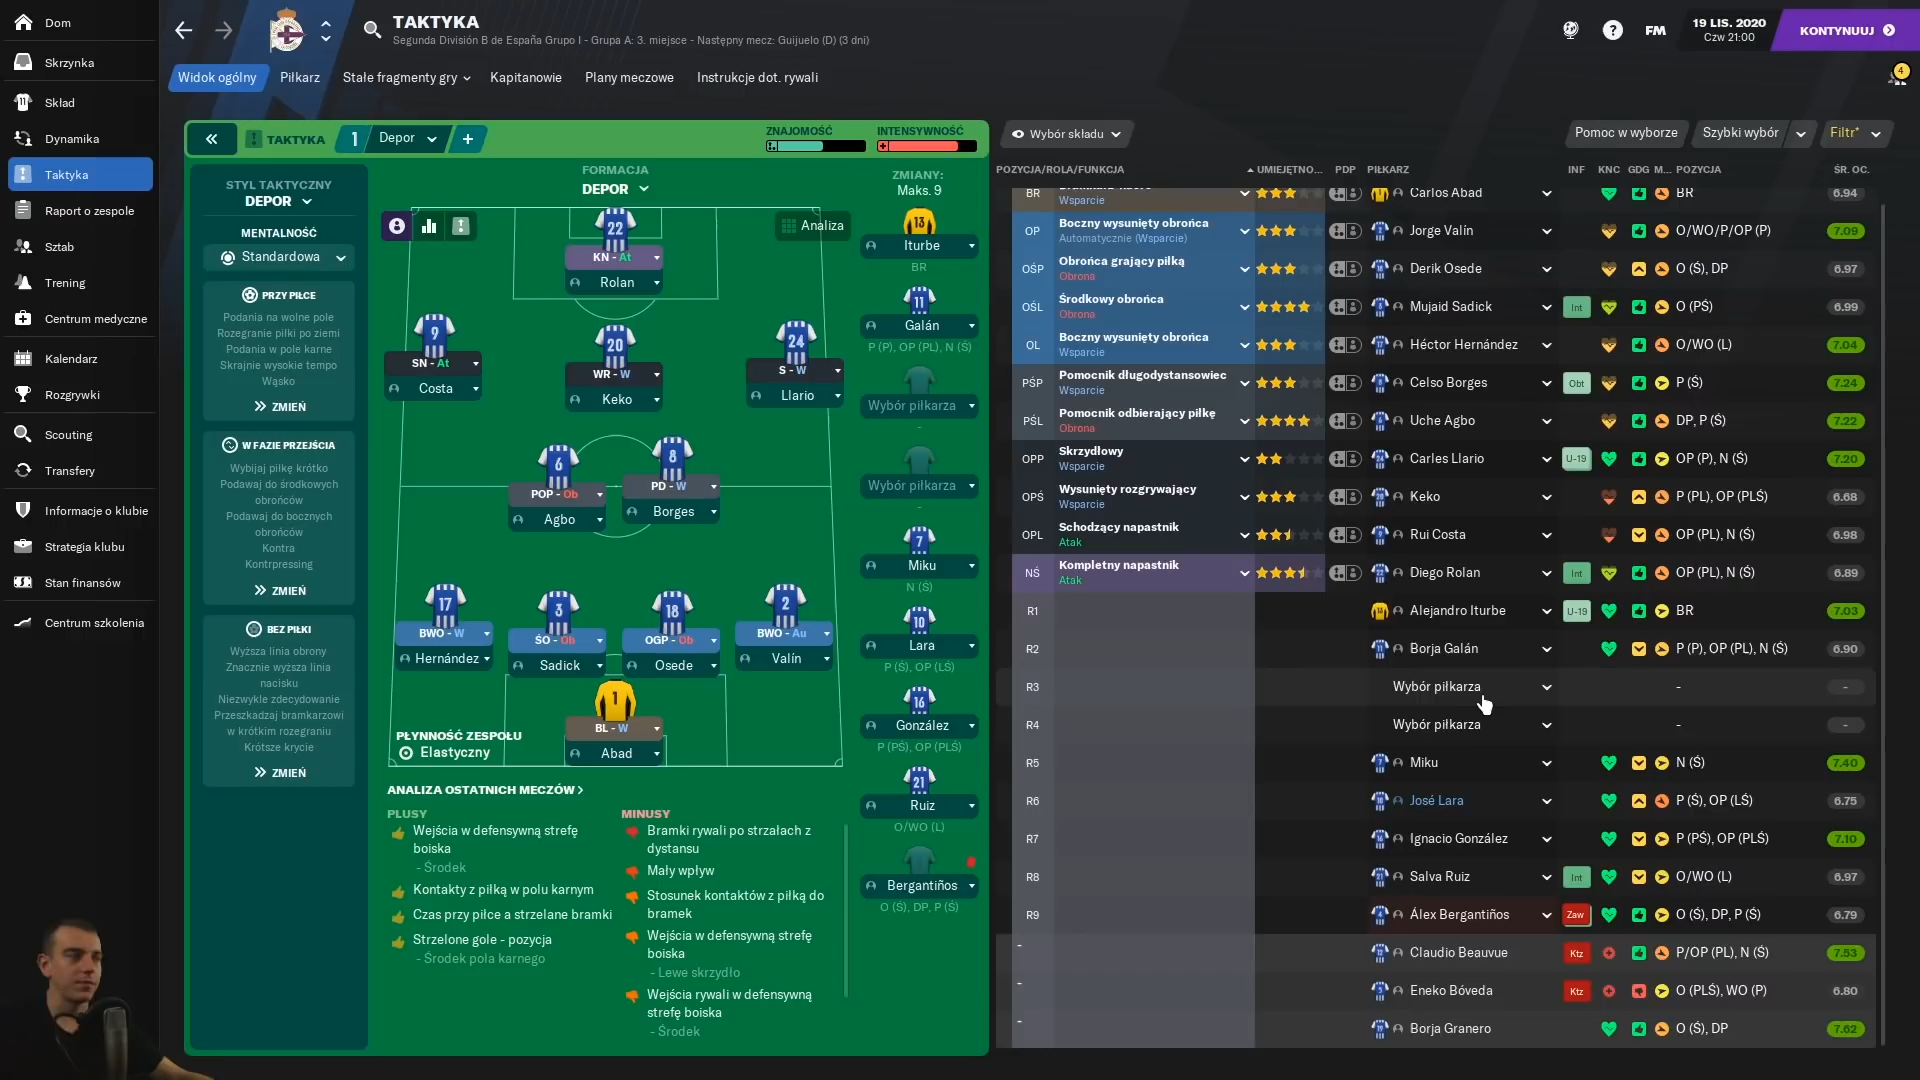 Dom
Skrzynka
Skład
Dynamika
Taktyka
Raport o zespole
Sztab
Trening
Centrum medyczne
Kalendarz
Rozgrywki
Scouting
Transfery
Informacje o klubie
Strategia klubu
Stan finansów
Centrum szkolenia
TAKTYKA
Segunda División B de España Grupo I - Grupa A: 3. miejsce - Następny mecz: Guijuelo (D) (3 dni)
FM
19 LIS. 2020
Czw 21:00
KONTYNUUJ
4
Widok ogólny
Piłkarz
Stałe fragmenty gry
Kapitanowie
Plany meczowe
Instrukcje dot. rywali
TAKTYKA
1
Depor
+
ZNAJOMOŚĆ
INTENSYWNOŚĆ
STYL TAKTYCZNY
DEPOR
MENTALNOŚĆ
Standardowa
PRZY PIŁCE
Podania na wolne pole
Rozegranie piłki po ziemi
Podania w pole karne
Skrajnie wysokie tempo
Wąsko
ZMIEŃ
W FAZIE PRZEJŚCIA
Wybijaj piłkę krótko
Podawaj do środkowych
obrońców
Podawaj do bocznych
obrońców
Kontra
Kontrpressing
ZMIEŃ
BEZ PIŁKI
Wyższa linia obrony
Znacznie wyższa linia
nacisku
Niezwykle zdecydowanie
Przeszkadzaj bramkarzowi
w krótkim rozegraniu
Krótsze krycie
ZMIEŃ
FORMACJA
DEPOR
Analiza
22
KN - At
Rolan
9
SN - At
Costa
20
WR - W
Keko
24
S - W
Llario
6
POP - Ob
Agbo
8
PD - W
Borges
17
BWO - W
Hernández
3
ŚO - Ob
Sadick
18
OGP - Ob
Osede
2
BWO - Au
Valín
1
BL - W
Abad
PŁYNNOŚĆ ZESPOŁU
Elastyczny
ZMIANY:
Maks. 9
13
Iturbe
BR
11
Galán
P (P), OP (PL), N (Ś)
Wybór piłkarza
-
Wybór piłkarza
-
7
Miku
N (Ś)
10
Lara
P (Ś), OP (LŚ)
16
González
P (PŚ), OP (PLŚ)
21
Ruiz
O/WO (L)
Bergantiños
O (Ś), DP, P (Ś)
ANALIZA OSTATNICH MECZÓW >
PLUSY
Wejścia w defensywną strefę
boiska
- Środek
Kontakty z piłką w polu karnym
Czas przy piłce a strzelane bramki
Strzelone gole - pozycja
- Środek pola karnego
MINUSY
Bramki rywali po strzałach z
dystansu
Mały wpływ
Stosunek kontaktów z piłką do
bramek
Wejścia w defensywną strefę
boiska
- Lewe skrzydło
Wejścia rywali w defensywną
strefę boiska
- Środek
Wybór składu
Pomoc w wyborze
Szybki wybór
Filtr*
POZYCJA/ROLA/FUNKCJA UMIEJĘTNO... PDP PIŁKARZ INF KNC GDG M... POZYCJA ŚR. OC.
BR Wsparcie Carlos Abad BR 6.94
OP Boczny wysunięty obrońca Automatycznie (Wsparcie) Jorge Valín O/WO/P/OP (P) 7.09
OŚP Obrońca grający piłką Obrona Derik Osede O (Ś), DP 6.97
OŚL Środkowy obrońca Obrona Mujaid Sadick Int O (PŚ) 6.99
OL Boczny wysunięty obrońca Wsparcie Héctor Hernández O/WO (L) 7.04
PŚP Pomocnik długodystansowiec Wsparcie Celso Borges Obt P (Ś) 7.24
PŚL Pomocnik odbierający piłkę Obrona Uche Agbo DP, P (Ś) 7.22
OPP Skrzydłowy Wsparcie Carles Llario U-19 OP (P), N (Ś) 7.20
OPŚ Wysunięty rozgrywający Wsparcie Keko P (PL), OP (PLŚ) 6.68
OPL Schodzący napastnik Atak Rui Costa OP (PL), N (Ś) 6.98
NŚ Kompletny napastnik Atak Diego Rolan Int OP (PL), N (Ś) 6.89
R1 Alejandro Iturbe U-19 BR 7.03
R2 Borja Galán P (P), OP (PL), N (Ś) 6.90
R3 Wybór piłkarza - -
R4 Wybór piłkarza - -
R5 Miku N (Ś) 7.40
R6 José Lara P (Ś), OP (LŚ) 6.75
R7 Ignacio González P (PŚ), OP (PLŚ) 7.10
R8 Salva Ruiz Int O/WO (L) 6.97
R9 Álex Bergantiños Zaw O (Ś), DP, P (Ś) 6.79
- Claudio Beauvue Ktz P/OP (PL), N (Ś) 7.53
- Eneko Bóveda Ktz O (PLŚ), WO (P) 6.80
- Borja Granero O (Ś), DP 7.62